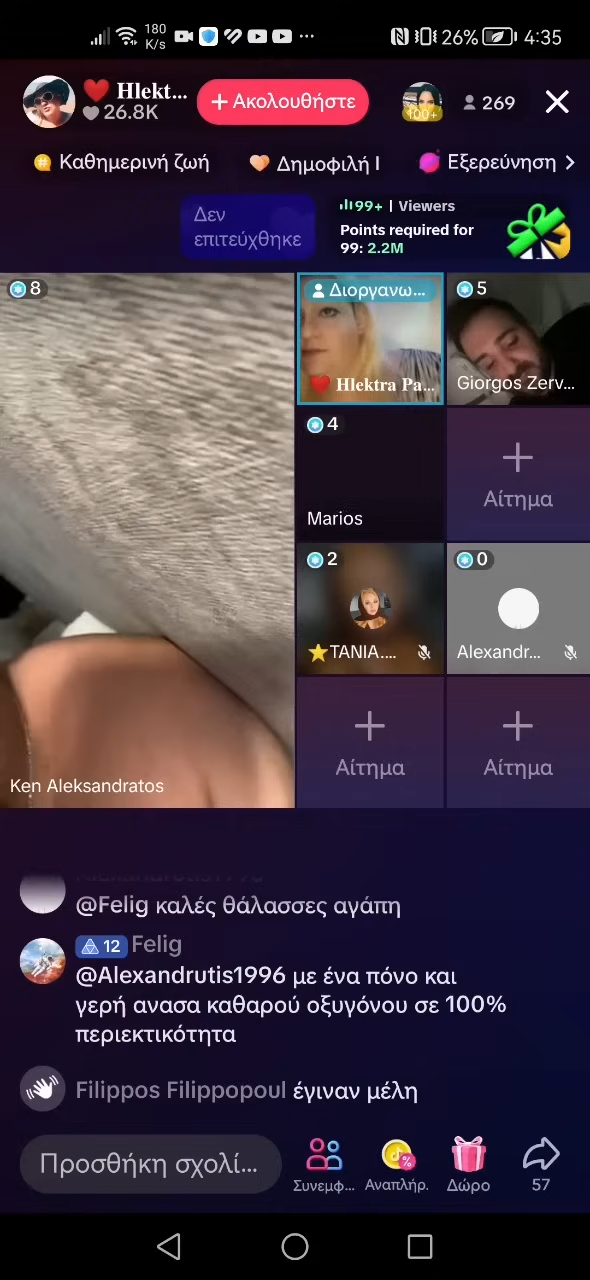 180
K/s
26%
4:35
Hlekt...
26.8K
+ Ακολουθήστε
100+
269
Καθημερινή ζωή
Δημοφιλή l
Εξερεύνηση
Δεν
επιτεύχθηκε
99+ | Viewers
Points required for
99: 2.2M
8
Διοργανω...
Hlektra Pa...
5
Giorgos Zerv...
4
Marios
Αίτημα
2
TANIA....
0
Alexandr...
Αίτημα
Αίτημα
Ken Aleksandratos
@Felig καλές θάλασσες αγάπη
12 Felig
@Alexandrutis1996 με ένα πόνο και
γερή ανασα καθαρού οξυγόνου σε 100%
περιεκτικότητα
Filippos Filippopoul έγιναν μέλη
Προσθήκη σχολί...
Συνεμφ...
Αναπλήρ.
Δώρο
57